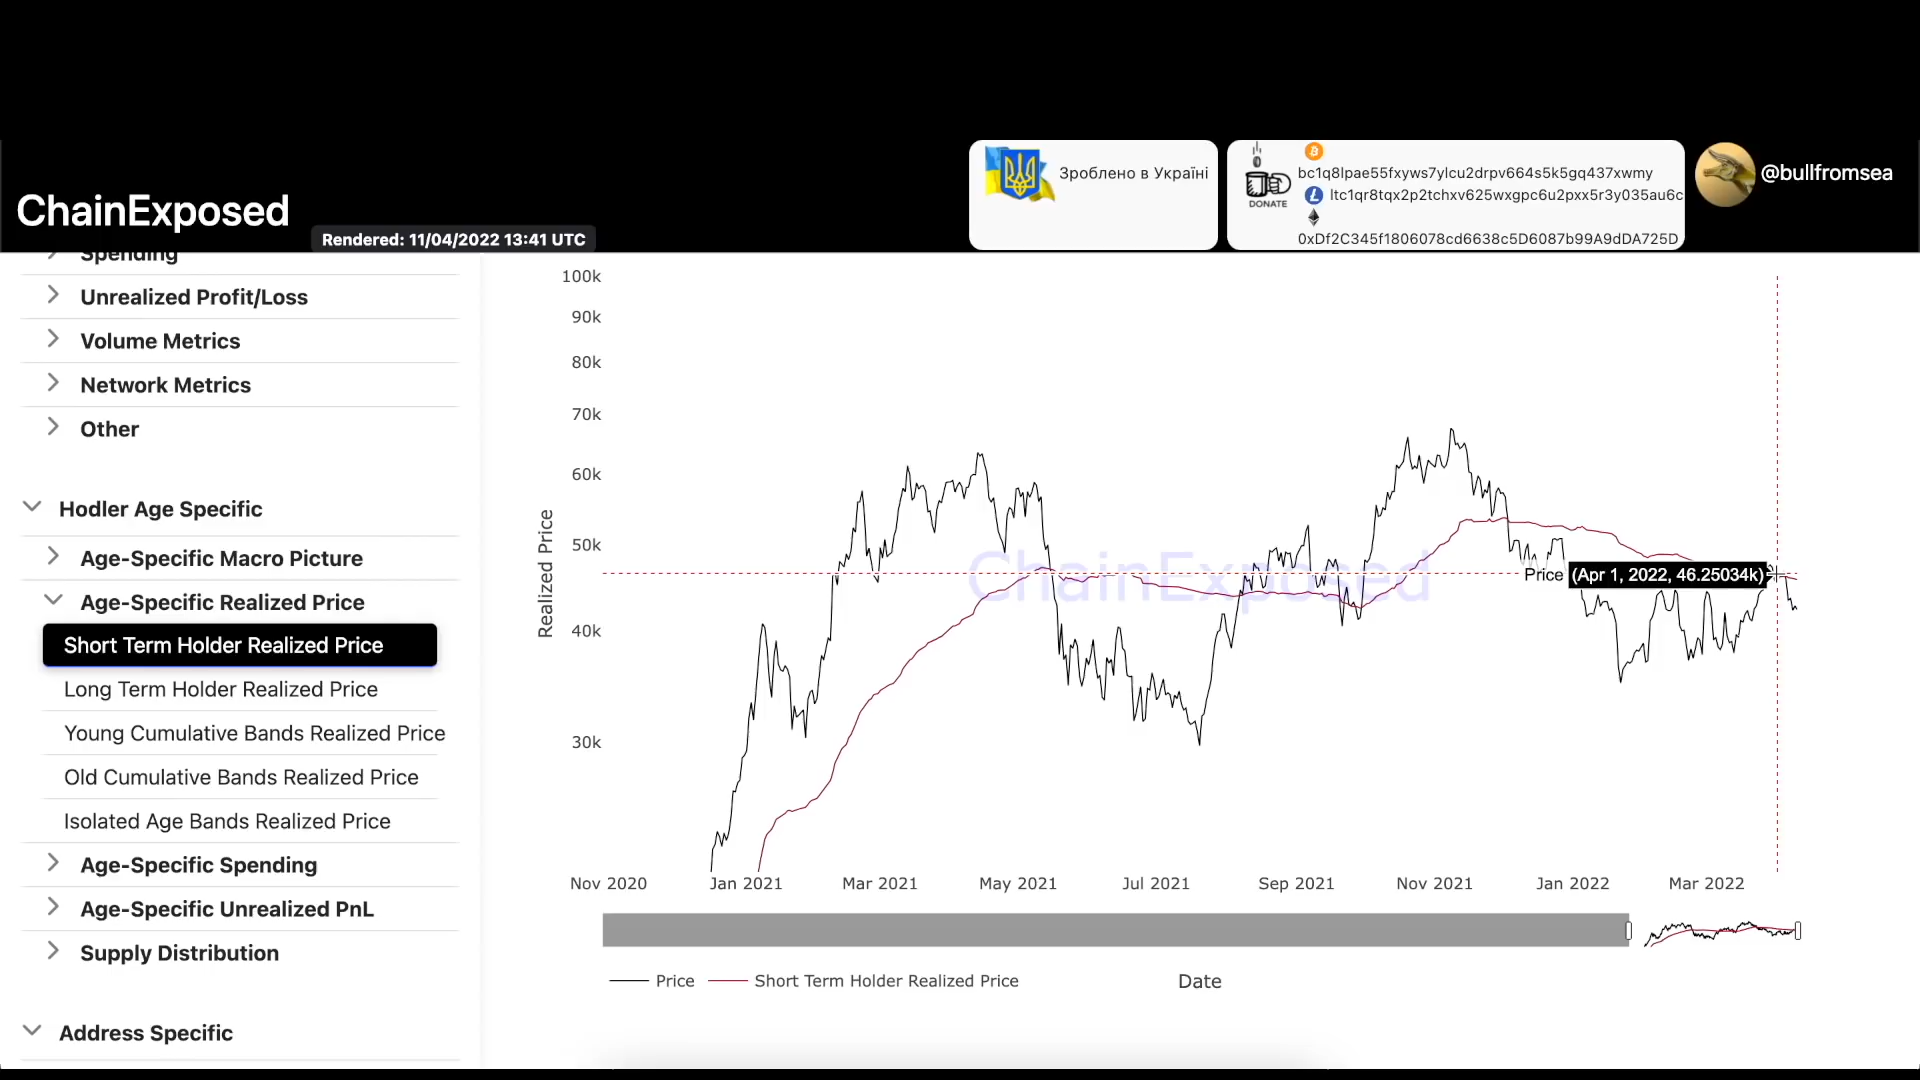 Зроблено в Україні
DONATE
bc1q8lpae55fxyws7ylcu2drpv664s5k5gq437xwmy
ltc1qr8tqx2p2tchxv625wxgpc6u2pxx5r3y035au6c
0xDf2C345f1806078cd6638c5D6087b99A9dDA725D
@bullfromsea
ChainExposed
Rendered: 11/04/2022 13:41 UTC
Spending
Unrealized Profit/Loss
Volume Metrics
Network Metrics
Other
Hodler Age Specific
Age-Specific Macro Picture
Age-Specific Realized Price
Short Term Holder Realized Price
Long Term Holder Realized Price
Young Cumulative Bands Realized Price
Old Cumulative Bands Realized Price
Isolated Age Bands Realized Price
Age-Specific Spending
Age-Specific Unrealized PnL
Supply Distribution
Address Specific
Realized Price
100k
90k
80k
70k
60k
50k
40k
30k
ChainExposed
Price (Apr 1, 2022, 46.25034k)
Nov 2020 Jan 2021 Mar 2021 May 2021 Jul 2021 Sep 2021 Nov 2021 Jan 2022 Mar 2022
Price Short Term Holder Realized Price Date